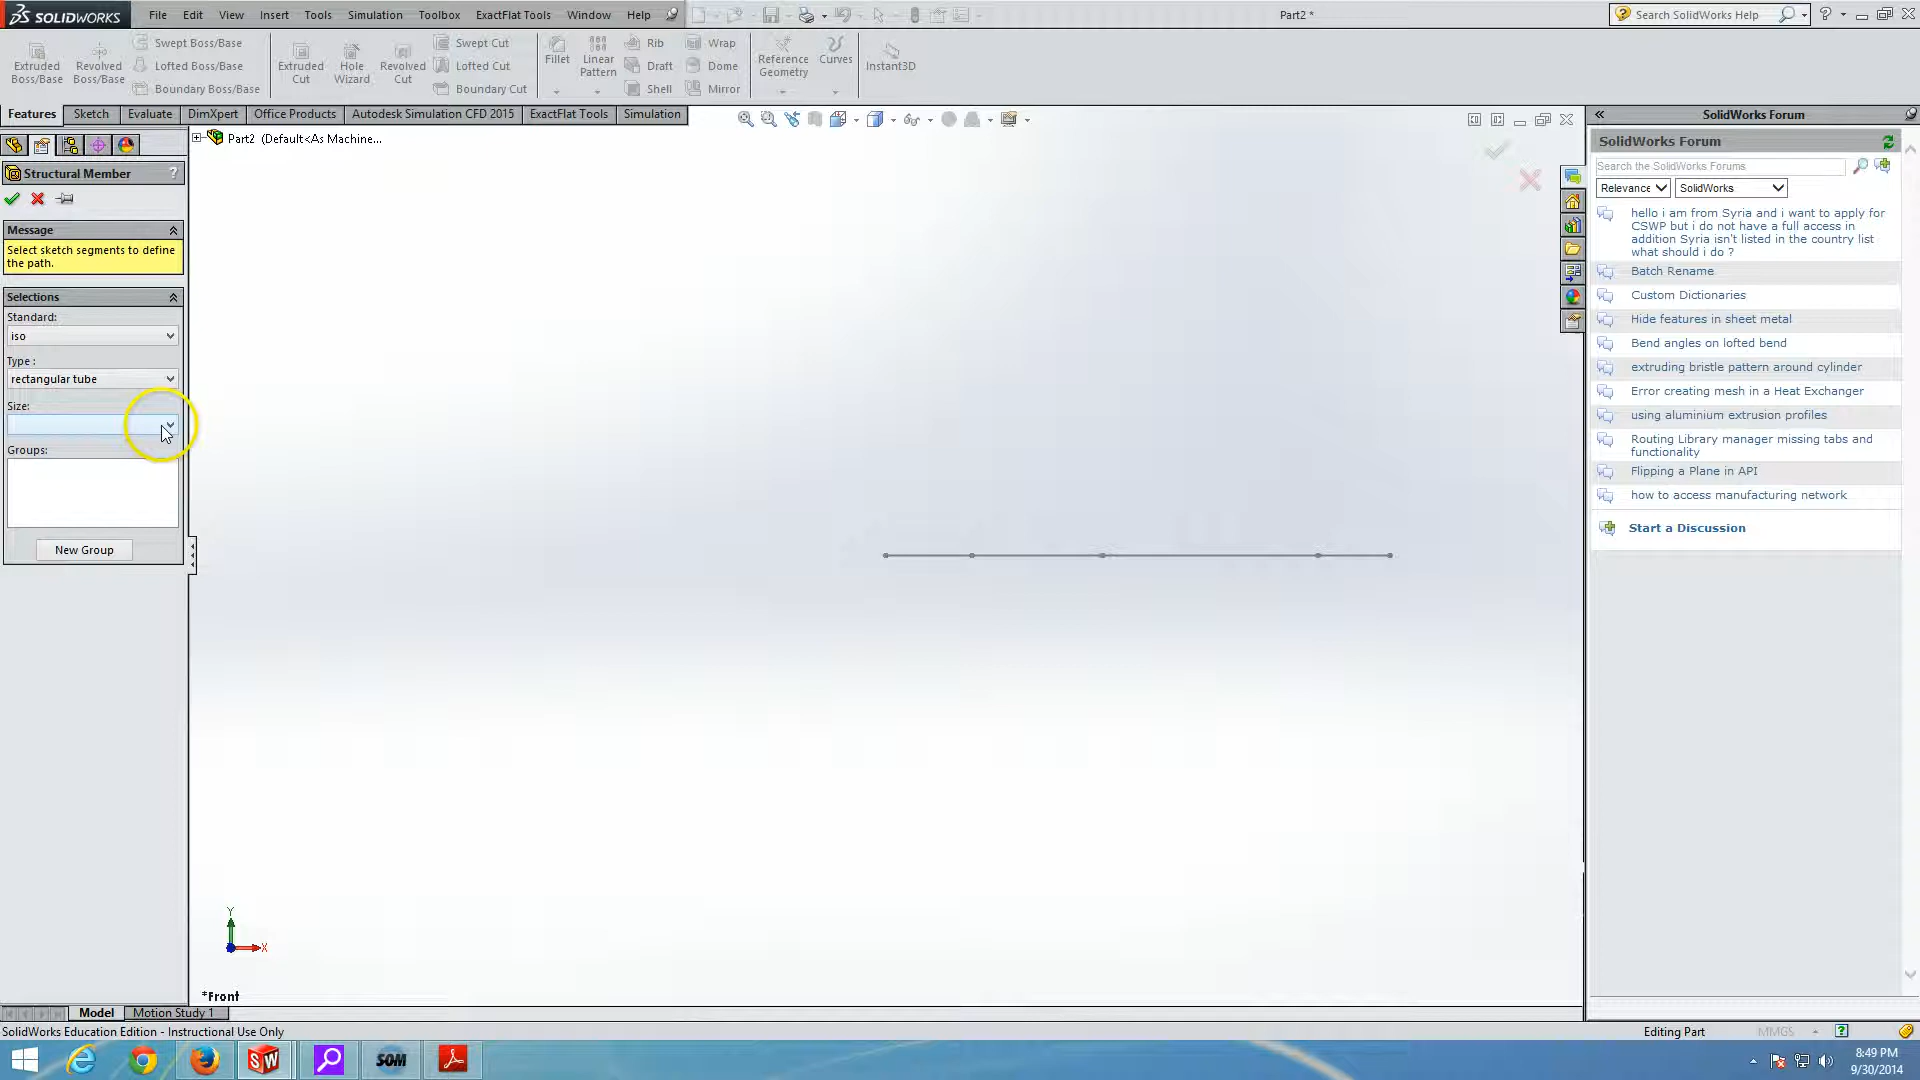 SOLIDWORKS File Edit View Insert Tools Simulation Toolbox ExactFlat Tools Window Help Part2 * Search SolidWorks Help
Extruded Boss/Base
Revolved Boss/Base
Swept Boss/Base
Lofted Boss/Base
Boundary Boss/Base
Extruded Cut
Hole Wizard
Revolved Cut
Swept Cut
Lofted Cut
Boundary Cut
Fillet
Linear Pattern
Rib
Draft
Shell
Wrap
Dome
Mirror
Reference Geometry
Curves
Instant3D
Features Sketch Evaluate DimXpert Office Products Autodesk Simulation CFD 2015 ExactFlat Tools Simulation
Part2 (Default<As Machine...
Structural Member ?
Message
Select sketch segments to define
the path.
Selections
Standard:
iso
Type :
rectangular tube
Size:
Groups:
New Group
Y
X
*Front
SolidWorks Forum
SolidWorks Forum
Search the SolidWorks Forums
Relevance SolidWorks
hello i am from Syria and i want to apply for
CSWP but i do not have a full access in
addition Syria isn't listed in the country list
what should i do ?
Batch Rename
Custom Dictionaries
Hide features in sheet metal
Bend angles on lofted bend
extruding bristle pattern around cylinder
Error creating mesh in a Heat Exchanger
using aluminium extrusion profiles
Routing Library manager missing tabs and
functionality
Flipping a Plane in API
how to access manufacturing network
Start a Discussion
Model Motion Study 1
SolidWorks Education Edition - Instructional Use Only Editing Part MMGS
SW SOM 8:49 PM
9/30/2014